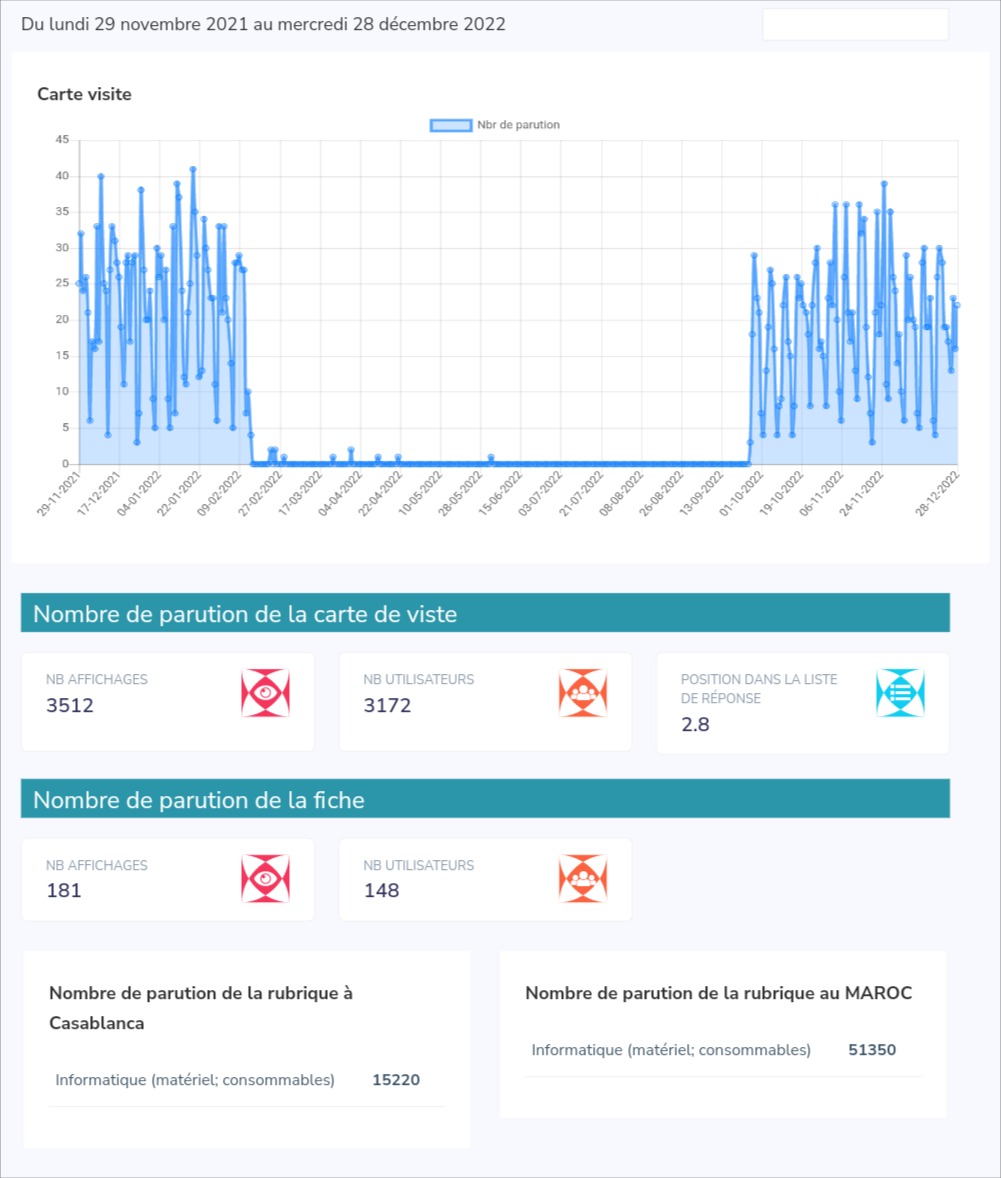 Du lundi 29 novembre 2021 au mercredi 28 décembre 2022
Carte visite
Nbr de parution
45
40
35
30
25
20
15
10
5
0
29-11-2021
17-12-2021
04-01-2022
22-01-2022
09-02-2022
27-02-2022
17-03-2022
04-04-2022
22-04-2022
10-05-2022
28-05-2022
15-06-2022
03-07-2022
21-07-2022
08-08-2022
26-08-2022
13-09-2022
01-10-2022
19-10-2022
06-11-2022
24-11-2022
28-12-2022
Nombre de parution de la carte de viste
NB AFFICHAGES
3512
NB UTILISATEURS
3172
POSITION DANS LA LISTE
DE RÉPONSE
2.8
Nombre de parution de la fiche
NB AFFICHAGES
181
NB UTILISATEURS
148
Nombre de parution de la rubrique à
Casablanca
Informatique (matériel; consommables) 15220
Nombre de parution de la rubrique au MAROC
Informatique (matériel; consommables) 51350